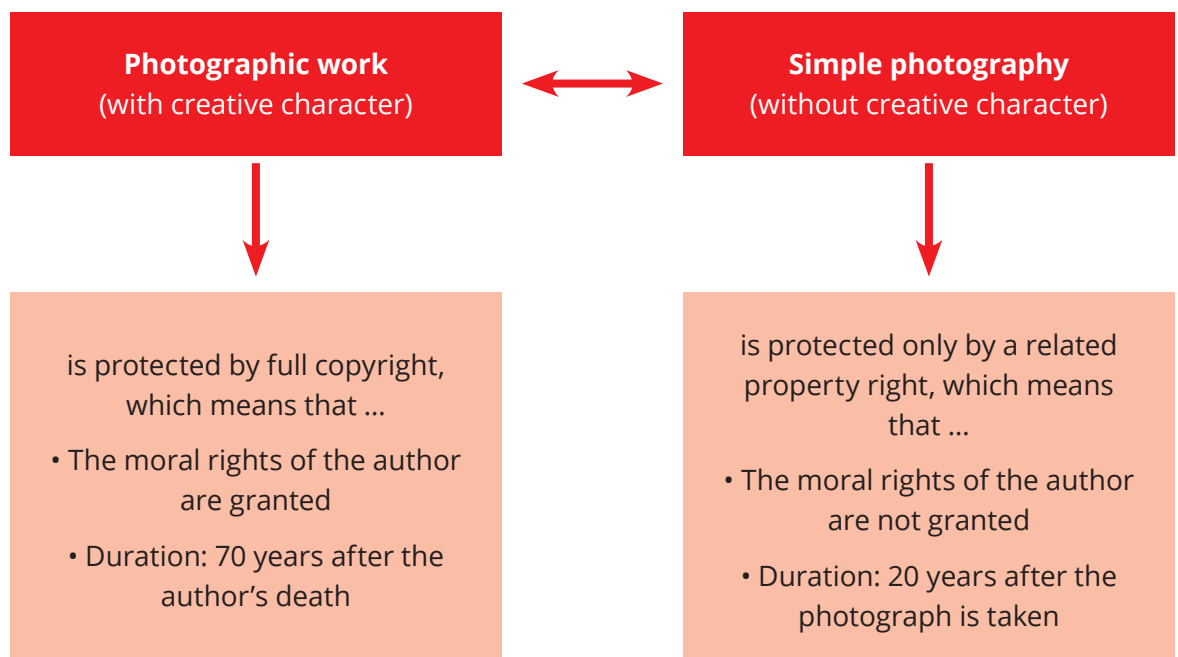 Photographic work
(with creative character)
Simple photography
(without creative character)
is protected by full copyright,
which means that ...
• The moral rights of the author
are granted
• Duration: 70 years after the
author’s death
is protected only by a related
property right, which means
that ...
• The moral rights of the author
are not granted
• Duration: 20 years after the
photograph is taken